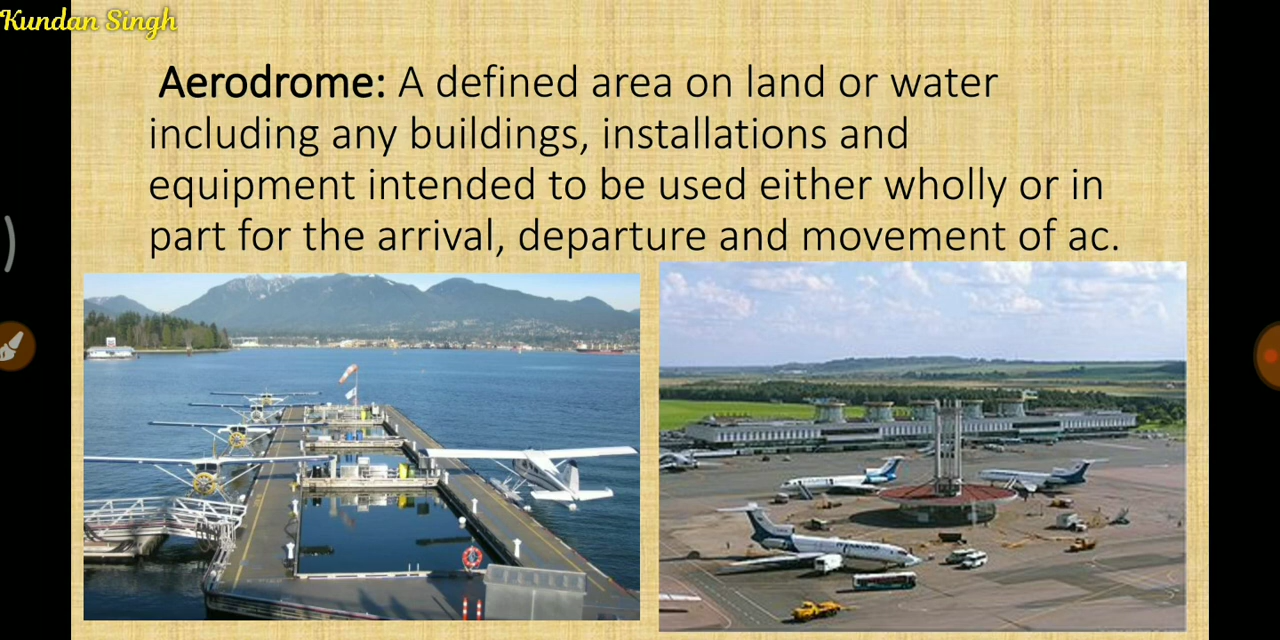 Kundan Singh
Aerodrome: A defined area on land or water
including any buildings, installations and
equipment intended to be used either wholly or in
part for the arrival, departure and movement of ac.